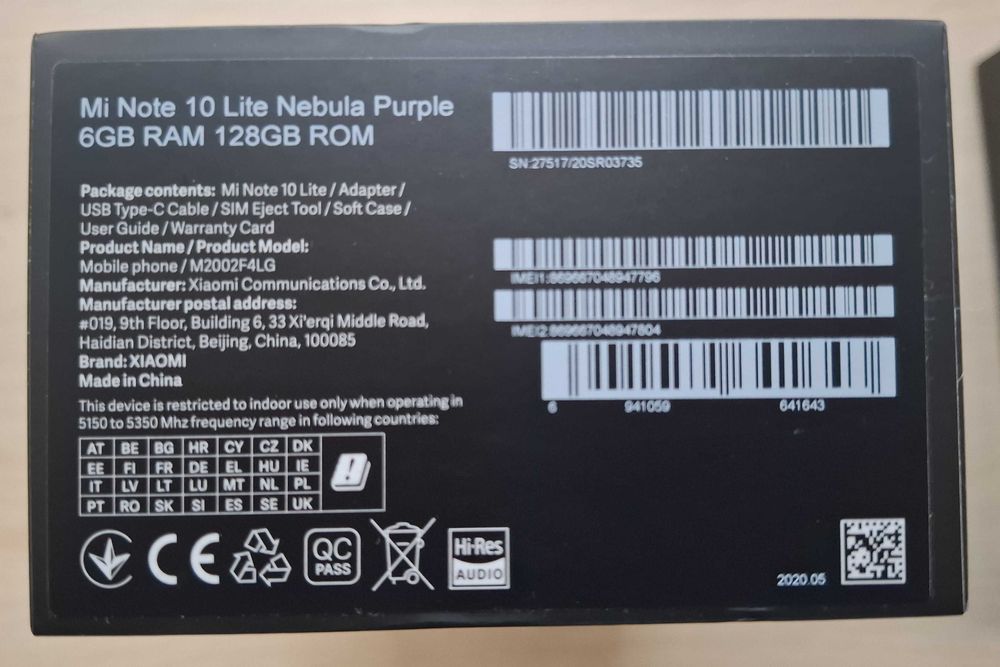 Mi Note 10 Lite Nebula Purple
6GB RAM 128GB ROM
Package contents: Mi Note 10 Lite / Adapter /
USB Type-C Cable / SIM Eject Tool / Soft Case /
User Guide / Warranty Card
Product Name / Product Model:
Mobile phone / M2002F4LG
Manufacturer: Xiaomi Communications Co., Ltd.
Manufacturer postal address:
#019, 9th Floor, Building 6, 33 Xi'erqi Middle Road,
Haidian District, Beijing, China, 100085
Brand: XIAOMI
Made in China
This device is restricted to indoor use only when operating in
5150 to 5350 Mhz frequency range in following countries:
AT BE BG HR CY CZ DK
EE FI FR DE EL HU IE
IT LV LT LU MT NL PL
PT RO SK SI ES SE UK
CE
QC
PASS
Hi-Res
AUDIO
SN:27517/20SR03735
IMEI1:869667048947796
IMEI2:869667048947804
6 941059 641643
2020.05